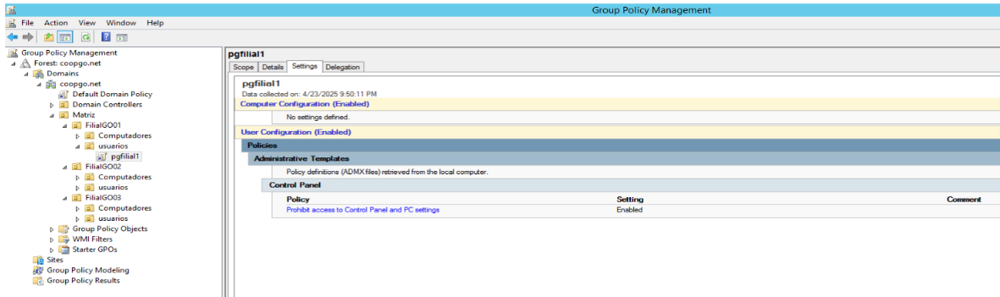 Group Policy Management
File Action View Window Help
Group Policy Management
Forest: coopgo.net
Domains
coopgo.net
Default Domain Policy
Domain Controllers
Matriz
FilialGO01
Computadores
usuarios
pgfilial1
FilialGO02
Computadores
usuarios
FilialGO03
Computadores
usuarios
Group Policy Objects
WMI Filters
Starter GPOs
Sites
Group Policy Modeling
Group Policy Results
pgfilial1
Scope Details Settings Delegation
pgfilial1
Data collected on: 4/23/2025 9:50:11 PM
Computer Configuration (Enabled)
No settings defined.
User Configuration (Enabled)
Policies
Administrative Templates
Policy definitions (ADMX files) retrieved from the local computer.
Control Panel
Policy Setting Comment
Prohibit access to Control Panel and PC settings Enabled